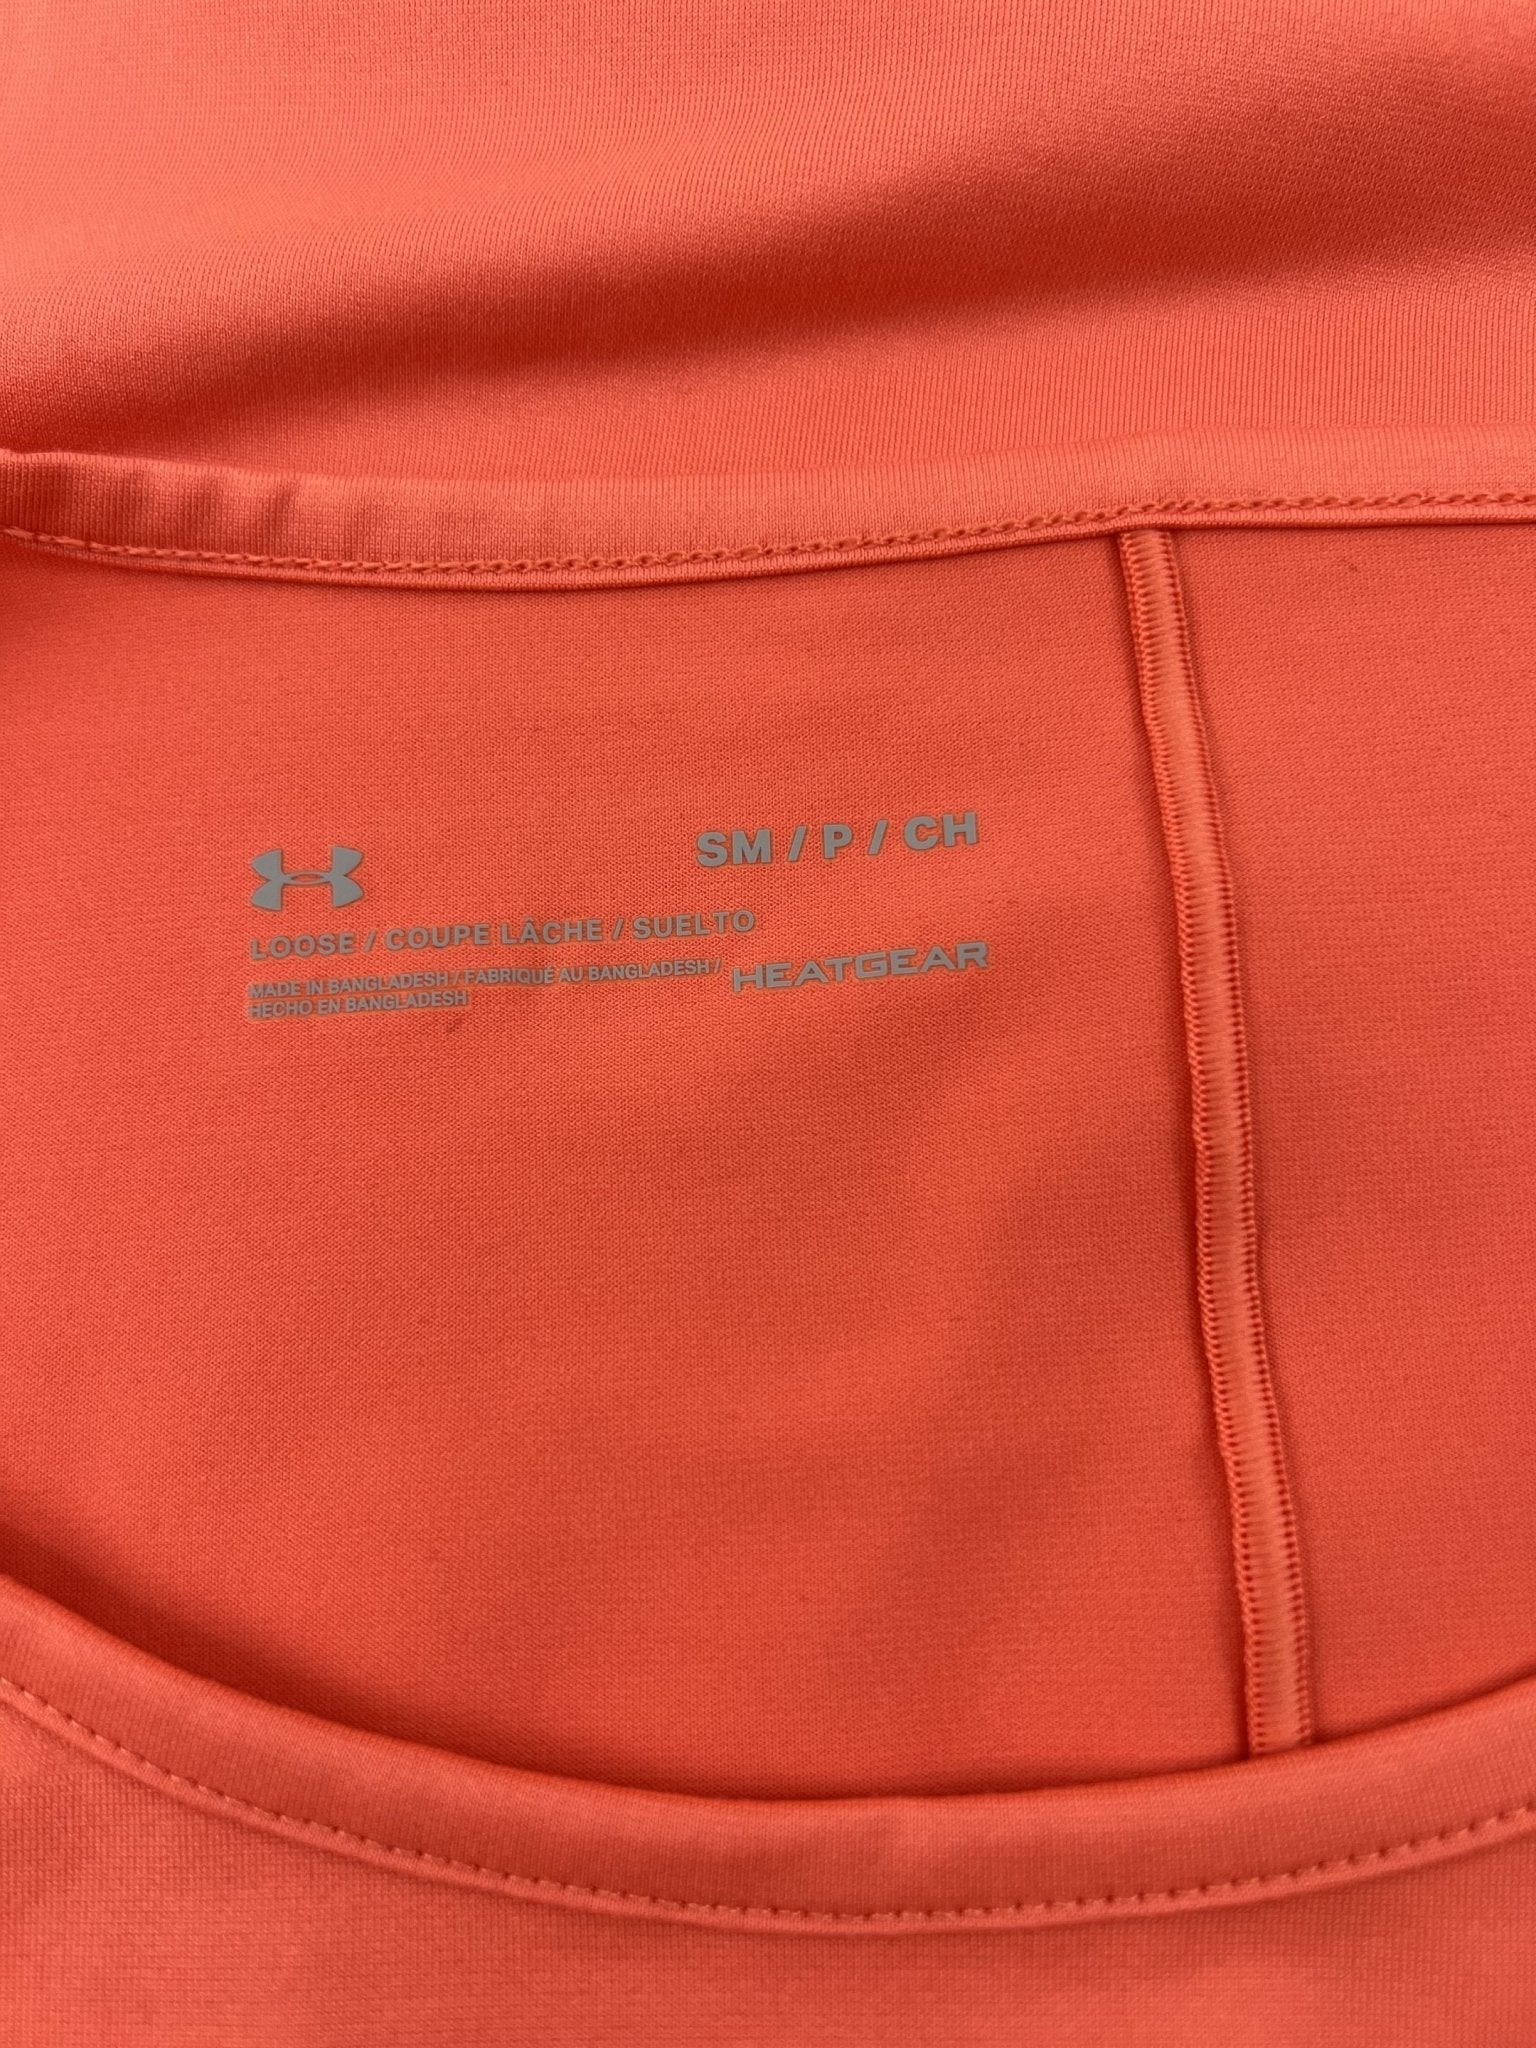 SM / P / CH
LOOSE / COUPE LÂCHE / SUELTO
MADE IN BANGLADESH / FABRIQUÉ AU BANGLADESH /
HECHO EN BANGLADESH
HEATGEAR